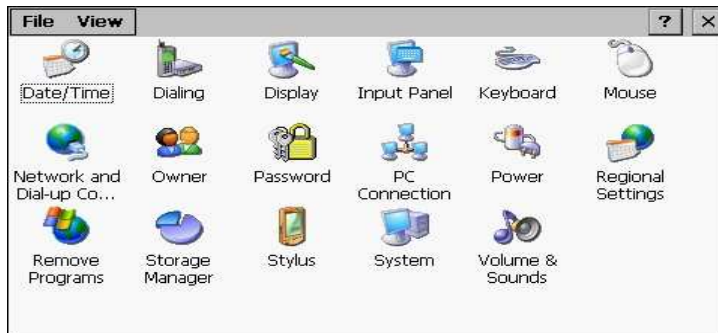 File View ? ×
Date/Time Dialing Display Input Panel Keyboard Mouse
Network and Dial-up Co... Owner Password PC Connection Power Regional Settings
Remove Programs Storage Manager Stylus System Volume & Sounds